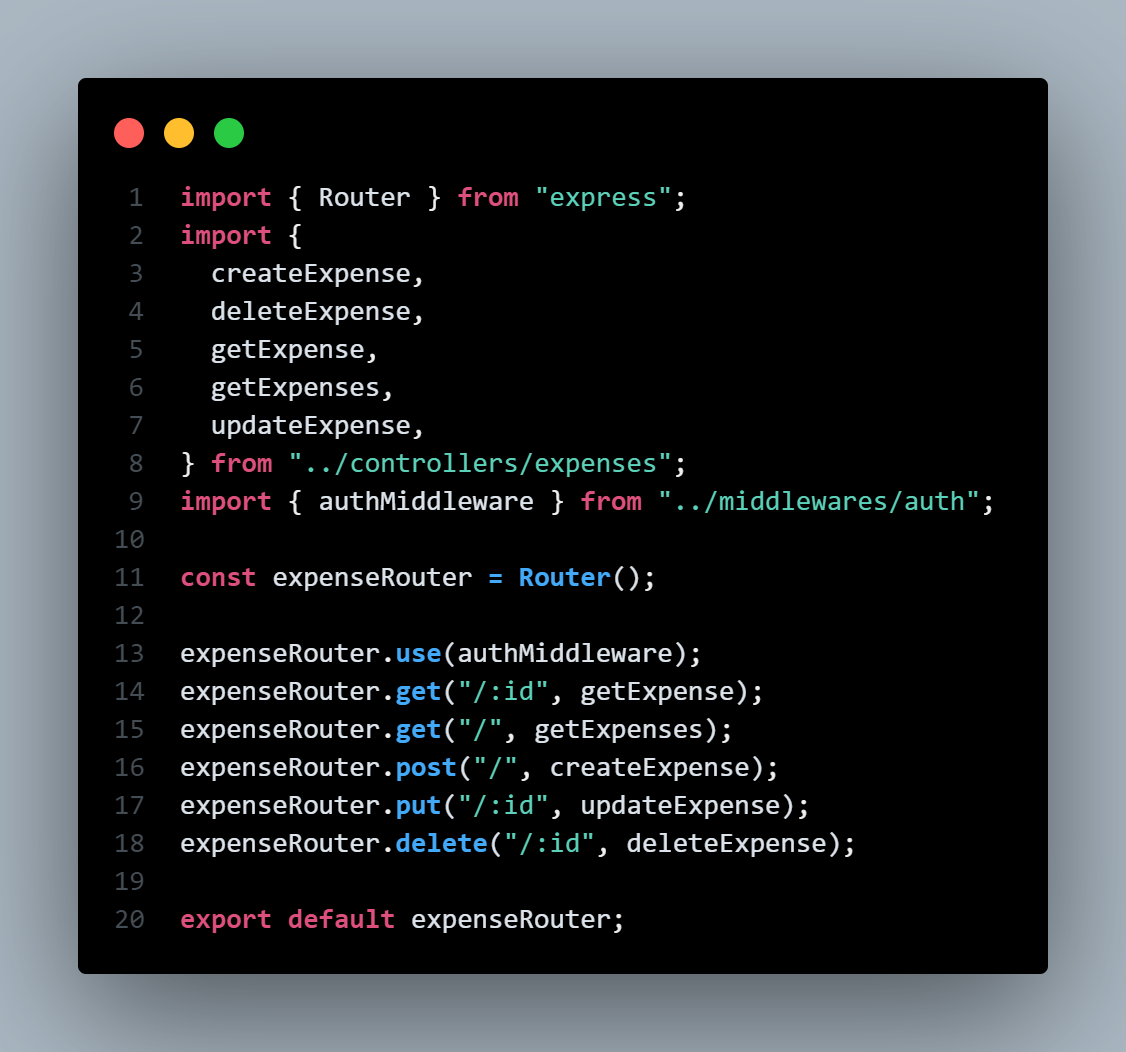 1 import { Router } from "express";
2 import {
3   createExpense,
4   deleteExpense,
5   getExpense,
6   getExpenses,
7   updateExpense,
8 } from "../controllers/expenses";
9 import { authMiddleware } from "../middlewares/auth";
10
11 const expenseRouter = Router();
12
13 expenseRouter.use(authMiddleware);
14 expenseRouter.get("/:id", getExpense);
15 expenseRouter.get("/", getExpenses);
16 expenseRouter.post("/", createExpense);
17 expenseRouter.put("/:id", updateExpense);
18 expenseRouter.delete("/:id", deleteExpense);
19
20 export default expenseRouter;